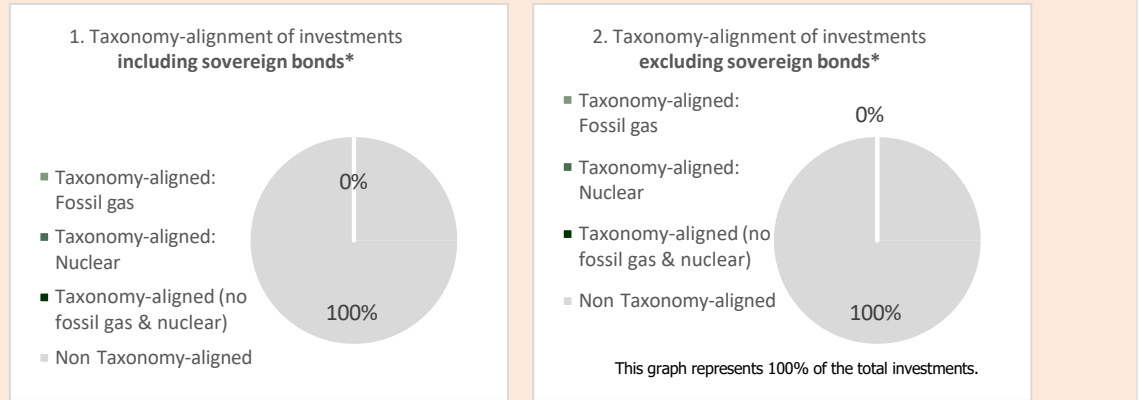 1. Taxonomy-alignment of investments
including sovereign bonds*
Taxonomy-aligned:
Fossil gas
Taxonomy-aligned:
Nuclear
Taxonomy-aligned (no
fossil gas & nuclear)
Non Taxonomy-aligned
0%
100%
2. Taxonomy-alignment of investments
excluding sovereign bonds*
Taxonomy-aligned:
Fossil gas
Taxonomy-aligned:
Nuclear
Taxonomy-aligned (no
fossil gas & nuclear)
Non Taxonomy-aligned
0%
100%
This graph represents 100% of the total investments.